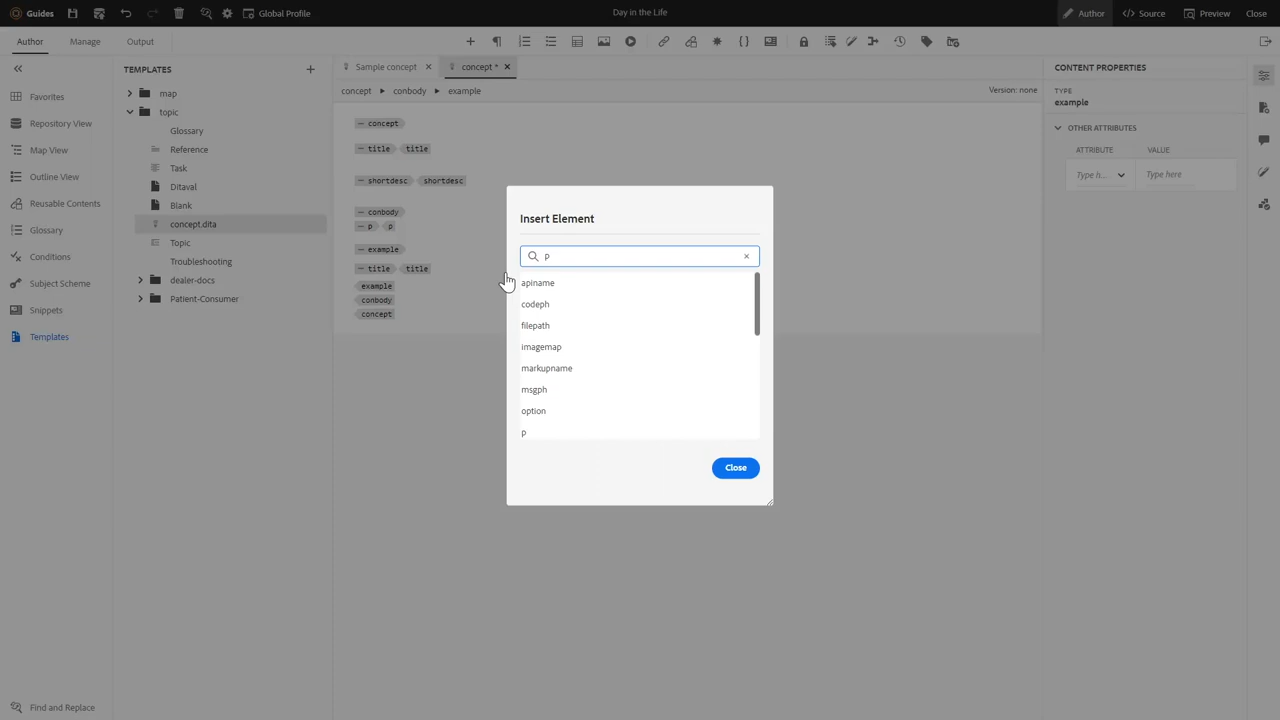 Guides
Global Profile
Day in the Life
Author
Source
Preview
Close
Author
Manage
Output
Favorites
Repository View
Map View
Outline View
Reusable Contents
Glossary
Conditions
Subject Scheme
Snippets
Templates
Find and Replace
TEMPLATES
map
topic
Glossary
Reference
Task
Ditaval
Blank
concept.dita
Topic
Troubleshooting
dealer-docs
Patient-Consumer
Sample concept
concept *
concept conbody example
Version: none
concept
title title
shortdesc shortdesc
conbody
p p
example
title title
example
conbody
concept
Insert Element
p
apiname
codeph
filepath
imagemap
markupname
msgph
option
p
Close
CONTENT PROPERTIES
TYPE
example
OTHER ATTRIBUTES
ATTRIBUTE VALUE
Type h... Type here